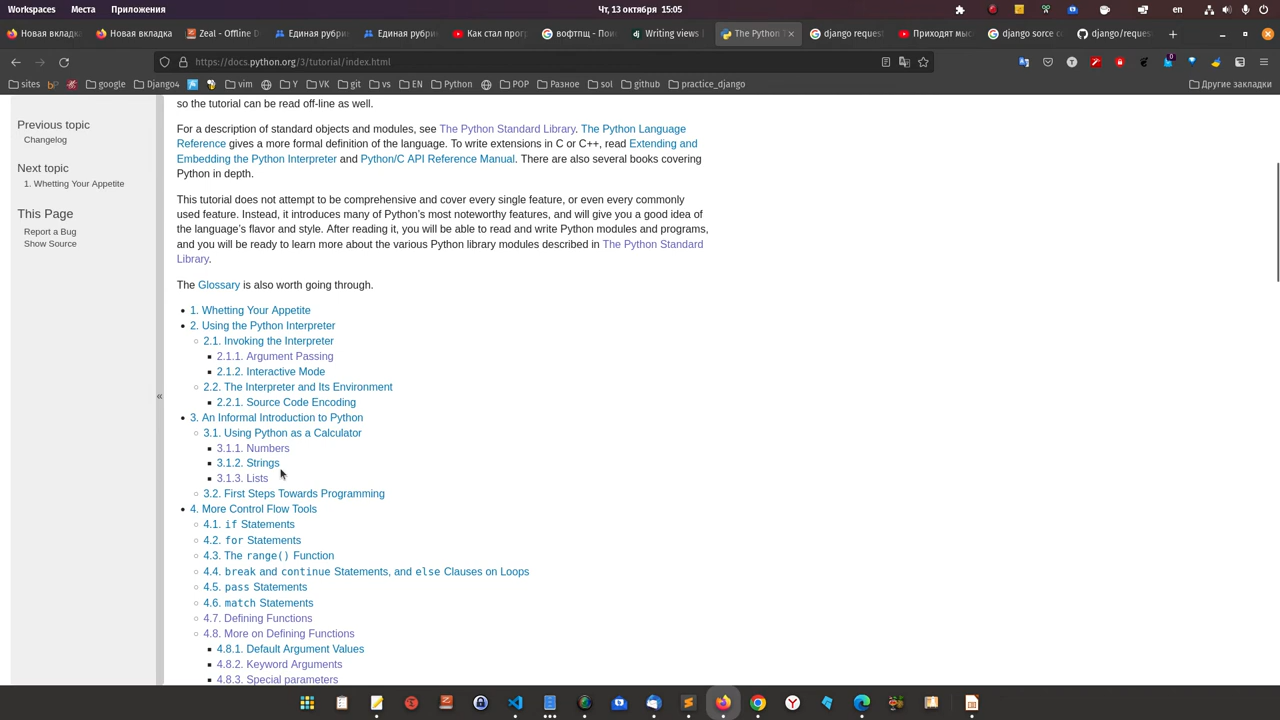 Workspaces Места Приложения Чт, 13 октября 15:05 en
Новая вкладк Новая вкладк Zeal - Offline D Единая рубри Единая рубри Как стал прог вофтпщ - Пои Writing views The Python T django request Приходят мыс django sorce c django/reques
https://docs.python.org/3/tutorial/index.html
sites google Django4 vim Y VK git vs EN Python POP Разное sol github practice_django Другие закладки
Previous topic
Changelog
Next topic
1. Whetting Your Appetite
This Page
Report a Bug
Show Source
«
so the tutorial can be read off-line as well.
For a description of standard objects and modules, see The Python Standard Library. The Python Language
Reference gives a more formal definition of the language. To write extensions in C or C++, read Extending and
Embedding the Python Interpreter and Python/C API Reference Manual. There are also several books covering
Python in depth.
This tutorial does not attempt to be comprehensive and cover every single feature, or even every commonly
used feature. Instead, it introduces many of Python’s most noteworthy features, and will give you a good idea of
the language’s flavor and style. After reading it, you will be able to read and write Python modules and programs,
and you will be ready to learn more about the various Python library modules described in The Python Standard
Library.
The Glossary is also worth going through.
1. Whetting Your Appetite
2. Using the Python Interpreter
2.1. Invoking the Interpreter
2.1.1. Argument Passing
2.1.2. Interactive Mode
2.2. The Interpreter and Its Environment
2.2.1. Source Code Encoding
3. An Informal Introduction to Python
3.1. Using Python as a Calculator
3.1.1. Numbers
3.1.2. Strings
3.1.3. Lists
3.2. First Steps Towards Programming
4. More Control Flow Tools
4.1. if Statements
4.2. for Statements
4.3. The range() Function
4.4. break and continue Statements, and else Clauses on Loops
4.5. pass Statements
4.6. match Statements
4.7. Defining Functions
4.8. More on Defining Functions
4.8.1. Default Argument Values
4.8.2. Keyword Arguments
4.8.3. Special parameters